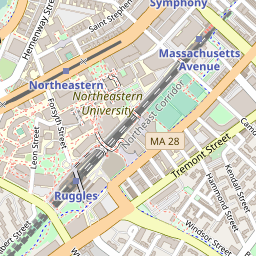 Symphony
Saint Stephen
Hemenway Street
Massachusetts
Avenue
Northeastern
Northeastern
University
Northeast Corridor
Forsyth Street
Leon Street
MA 28
Tremont Street
Ruggles
Kendall Street
Hammond Street
Windsor Street